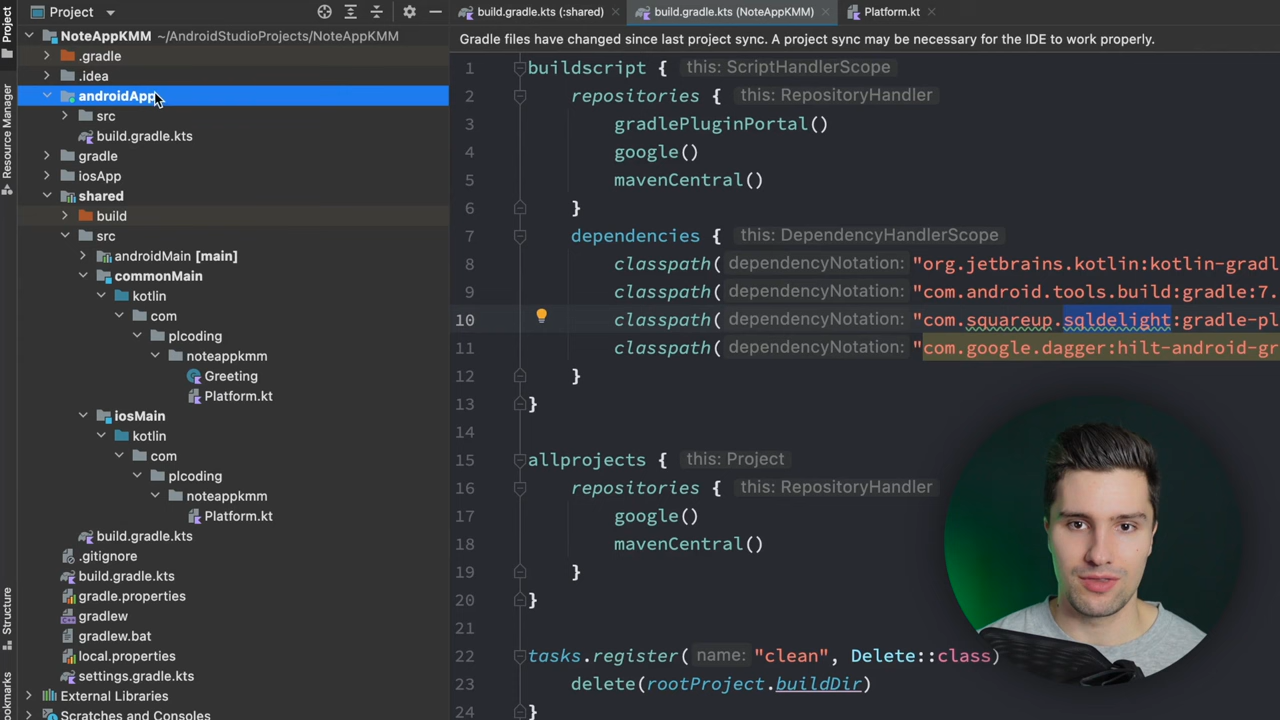 Project
build.gradle.kts (:shared)
build.gradle.kts (NoteAppKMM)
Platform.kt
Project
Resource Manager
Structure
Bookmarks
NoteAppKMM ~/AndroidStudioProjects/NoteAppKMM
.gradle
.idea
androidApp
src
build.gradle.kts
gradle
iosApp
shared
build
src
androidMain [main]
commonMain
kotlin
com
plcoding
noteappkmm
Greeting
Platform.kt
iosMain
kotlin
com
plcoding
noteappkmm
Platform.kt
build.gradle.kts
.gitignore
build.gradle.kts
gradle.properties
gradlew
gradlew.bat
local.properties
settings.gradle.kts
External Libraries
Scratches and Consoles
Gradle files have changed since last project sync. A project sync may be necessary for the IDE to work properly.
1 buildscript { this: ScriptHandlerScope
2 repositories { this: RepositoryHandler
3 gradlePluginPortal()
4 google()
5 mavenCentral()
6 }
7 dependencies { this: DependencyHandlerScope
8 classpath( dependencyNotation: "org.jetbrains.kotlin:kotlin-gradl
9 classpath( dependencyNotation: "com.android.tools.build:gradle:7.
10 classpath( dependencyNotation: "com.squareup.sqldelight:gradle-pl
11 classpath( dependencyNotation: "com.google.dagger:hilt-android-gr
12 }
13 }
14
15 allprojects { this: Project
16 repositories { this: RepositoryHandler
17 google()
18 mavenCentral()
19 }
20 }
21
22 tasks.register( name: "clean", Delete::class)
23 delete(rootProject.buildDir)
24 }